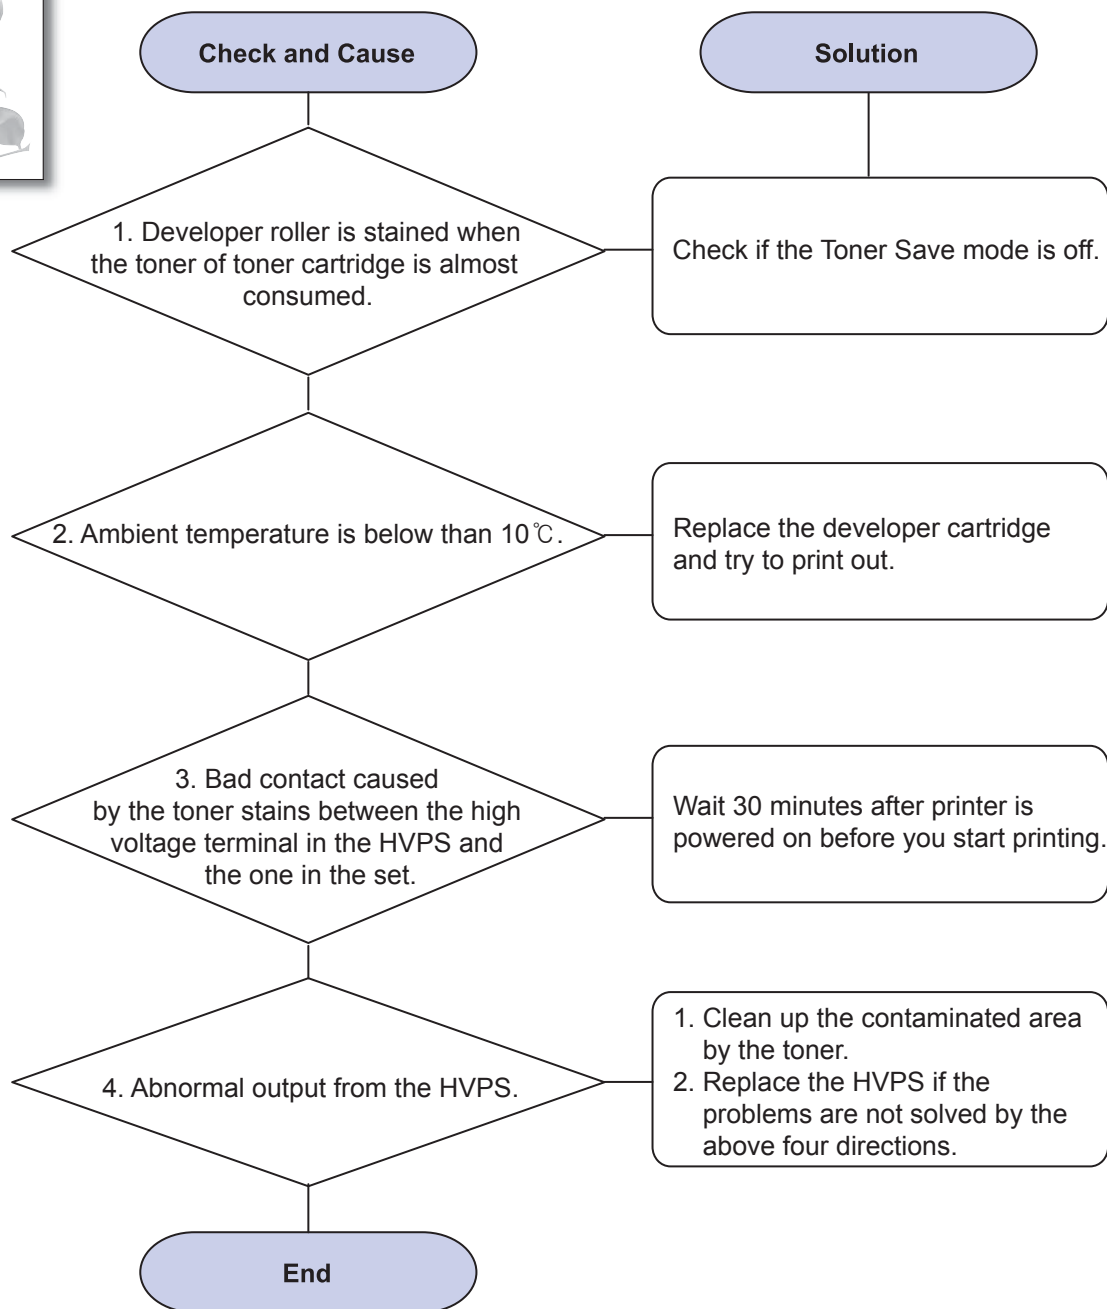 Check and Cause
Solution
1. Developer roller is stained when
the toner of toner cartridge is almost
consumed.
Check if the Toner Save mode is off.
2. Ambient temperature is below than 10℃.
Replace the developer cartridge
and try to print out.
3. Bad contact caused
by the toner stains between the high
voltage terminal in the HVPS and
the one in the set.
Wait 30 minutes after printer is
powered on before you start printing.
4. Abnormal output from the HVPS.
1. Clean up the contaminated area
by the toner.
2. Replace the HVPS if the
problems are not solved by the
above four directions.
End